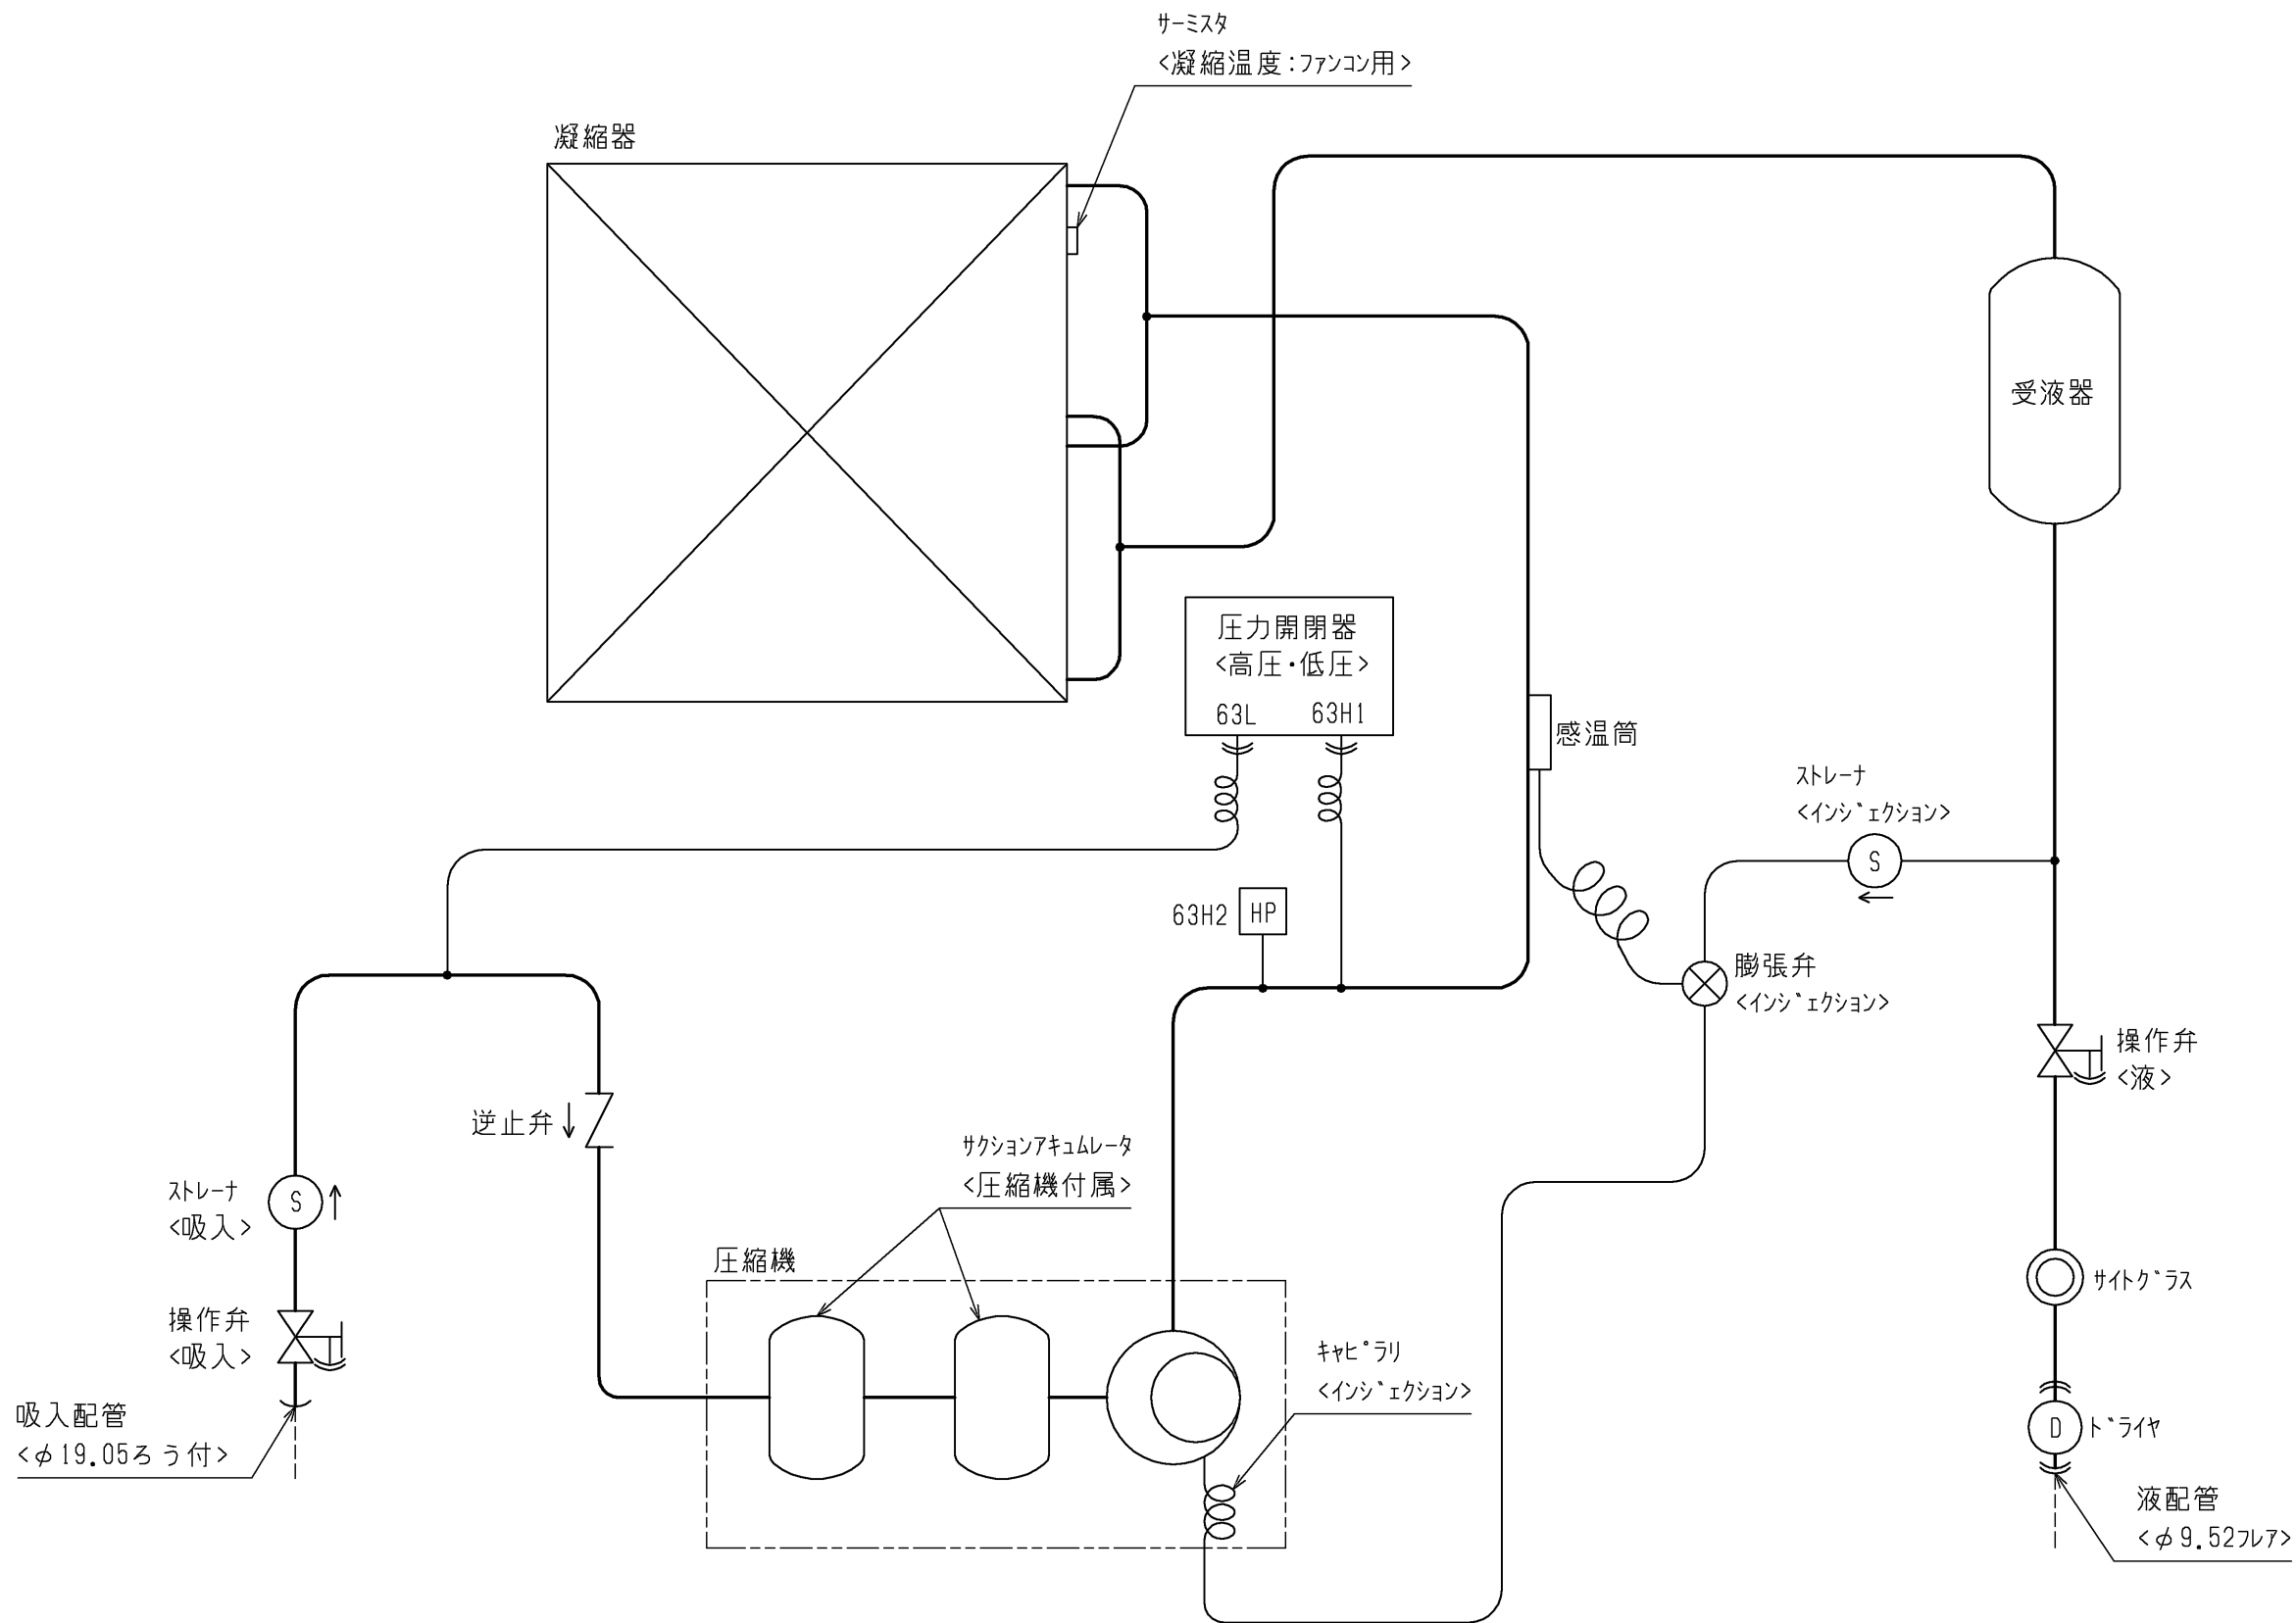 サーミスタ
<凝縮温度:ファンコン用>
凝縮器
受液器
圧力開閉器
<高圧・低圧>
63L 63H1
感温筒
ストレーナ
<インジェクション>
S
63H2 HP
膨張弁
<インジェクション>
操作弁
<液>
逆止弁
サクションアキュムレータ
<圧縮機付属>
ストレーナ
<吸入>
S
圧縮機
サイトグラス
操作弁
<吸入>
キャピラリ
<インジェクション>
吸入配管
<φ19.05ろう付>
D
ドライヤ
液配管
<φ9.52フレア>